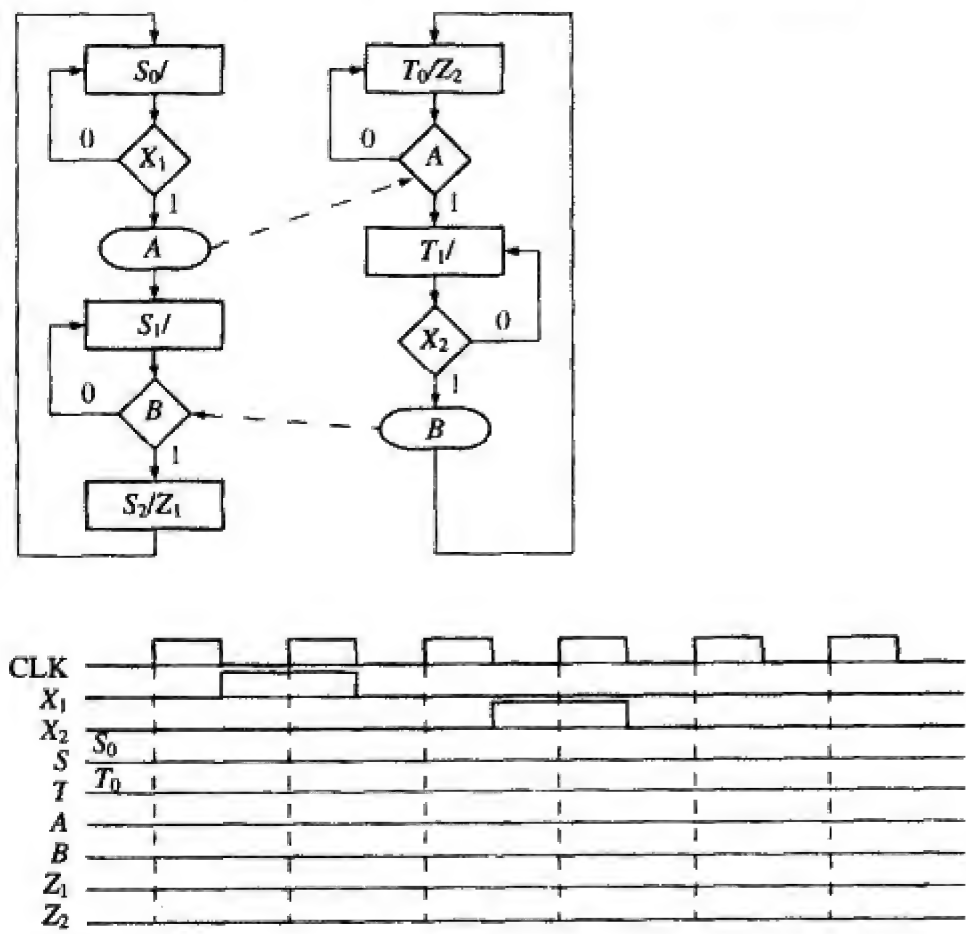 S₀/
T₀/Z₂
0
X₁
1
0
A
1
A
T₁/
S₁/
X₂
0
0
B
1
1
B
S₂/Z₁
CLK
X₁
X₂
S S₀
T T₀
A
B
Z₁
Z₂